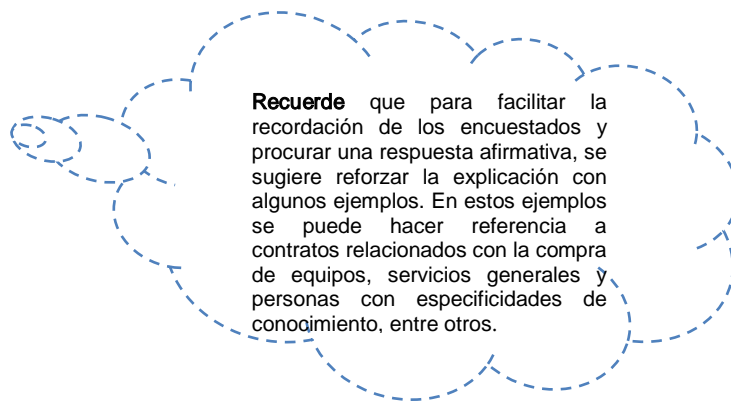 Recuerde que para facilitar la
recordación de los encuestados y
procurar una respuesta afirmativa, se
sugiere reforzar la explicación con
algunos ejemplos. En estos ejemplos
se puede hacer referencia a
contratos relacionados con la compra
de equipos, servicios generales y
personas con especificidades de
conocimiento, entre otros.